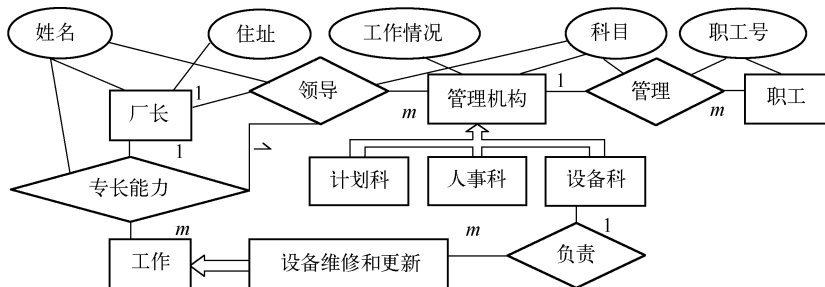 姓名
住址
工作情况
科目
职工号
厂长
1
领导
m
管理机构
1
管理
m
职工
1
1
专长能力
计划科
人事科
设备科
m
m
1
工作
设备维修和更新
负责